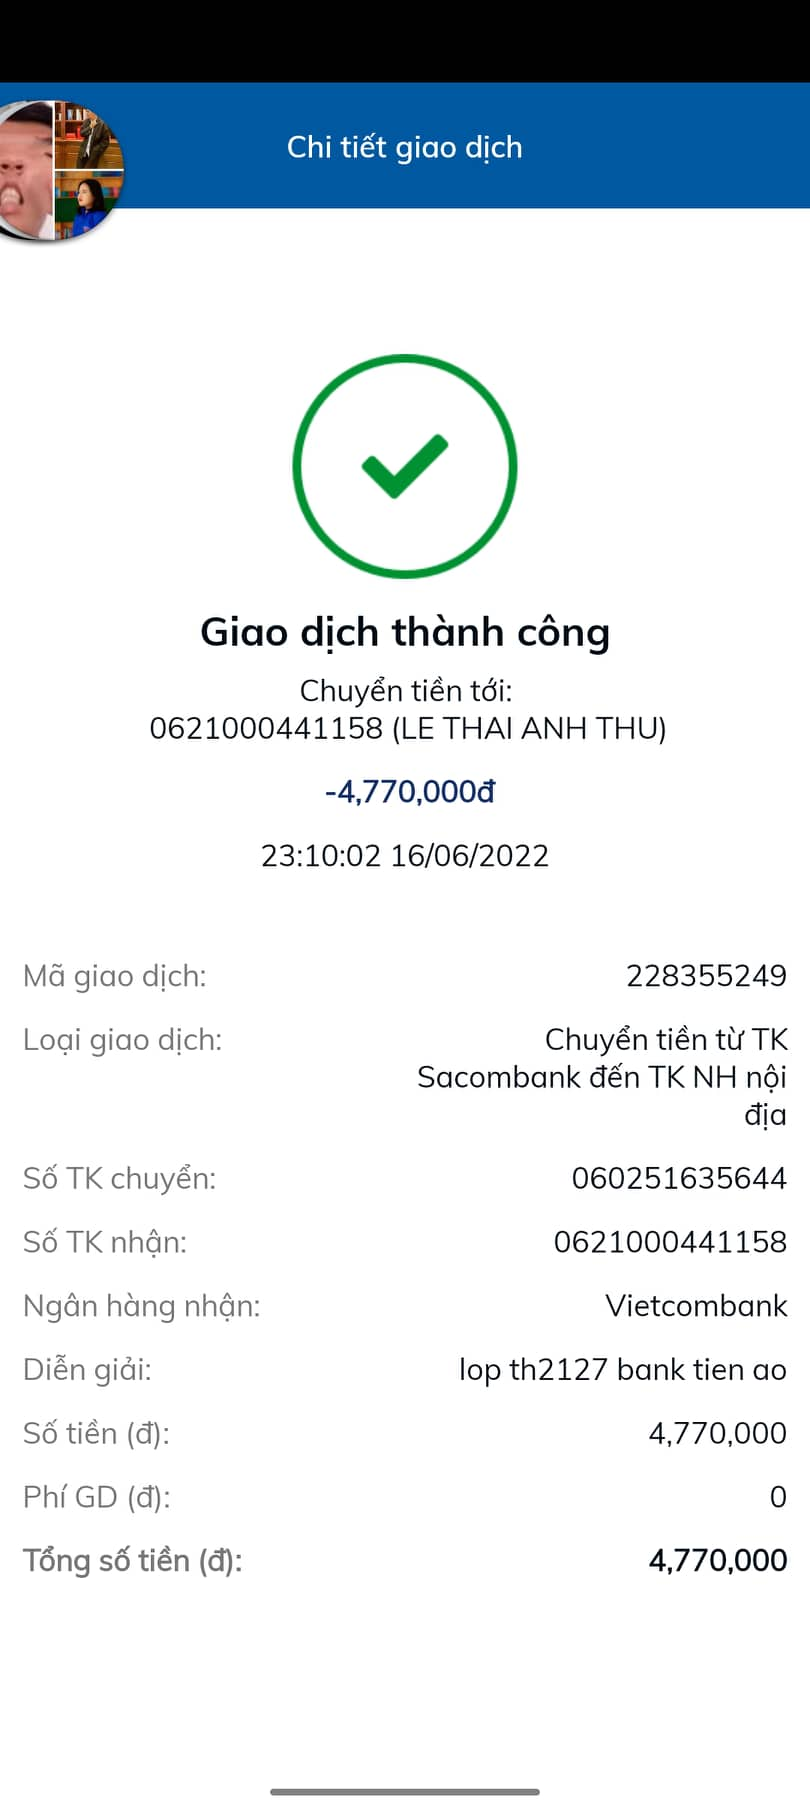 Chi tiết giao dịch
Giao dịch thành công
Chuyển tiền tới:
0621000441158 (LE THAI ANH THU)
-4,770,000đ
23:10:02 16/06/2022
Mã giao dịch: 228355249
Loại giao dịch: Chuyển tiền từ TK
Sacombank đến TK NH nội
địa
Số TK chuyển: 060251635644
Số TK nhận: 0621000441158
Ngân hàng nhận: Vietcombank
Diễn giải: lop th2127 bank tien ao
Số tiền (đ): 4,770,000
Phí GD (đ): 0
Tổng số tiền (đ): 4,770,000